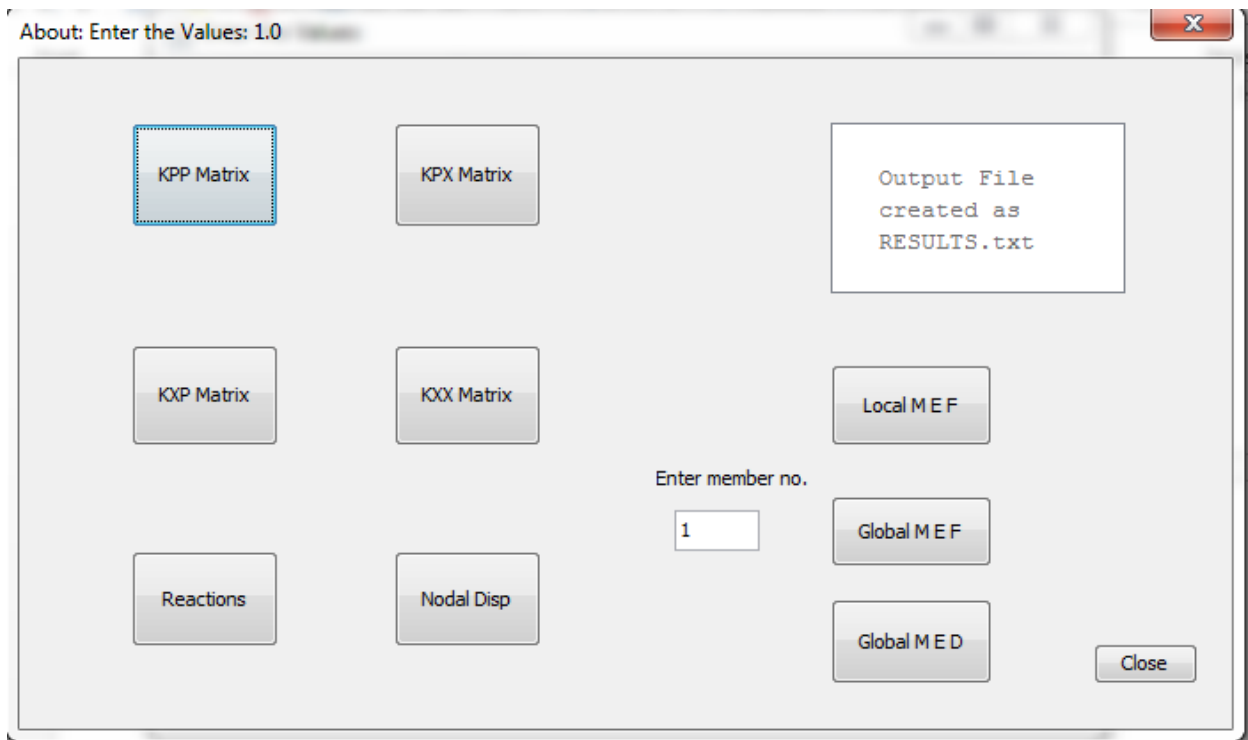 About: Enter the Values: 1.0
X
KPP Matrix
KPX Matrix
Output File
created as
RESULTS.txt
KXP Matrix
KXX Matrix
Local M E F
Enter member no.
1
Global M E F
Reactions
Nodal Disp
Global M E D
Close